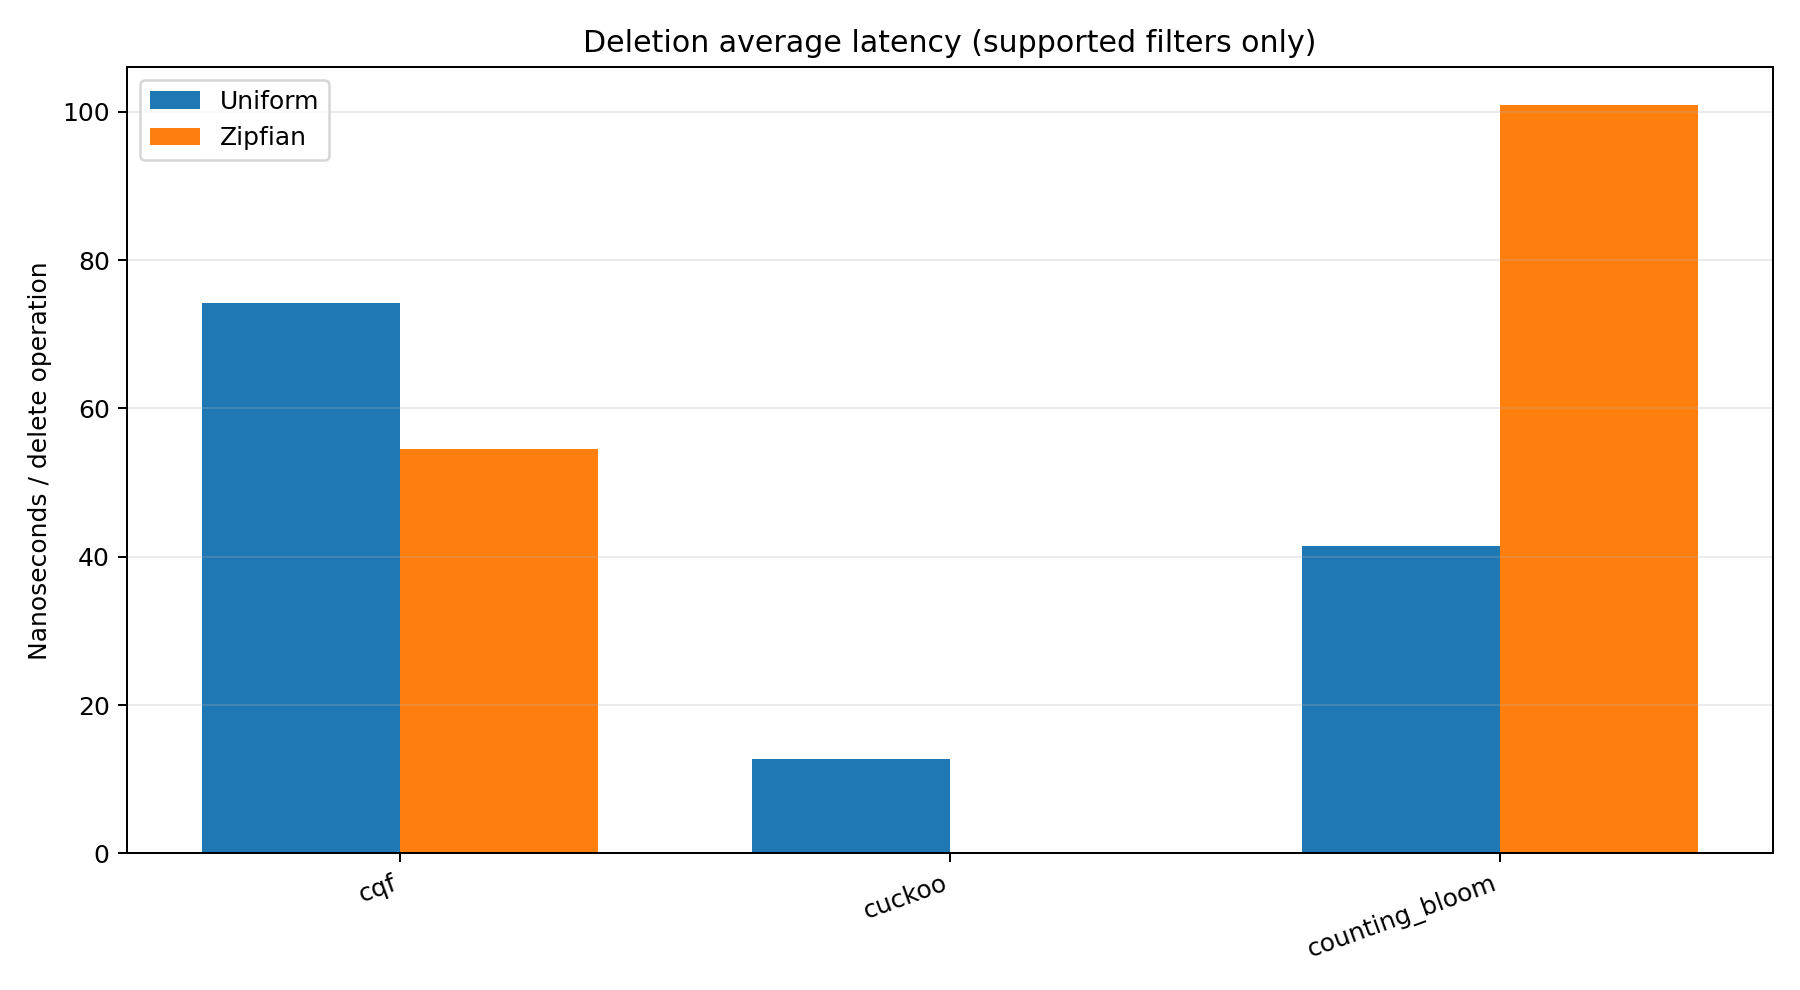 Deletion average latency (supported filters only)
Uniform
Zipfian
Nanoseconds / delete operation
100
80
60
40
20
0
cqf
cuckoo
counting_bloom